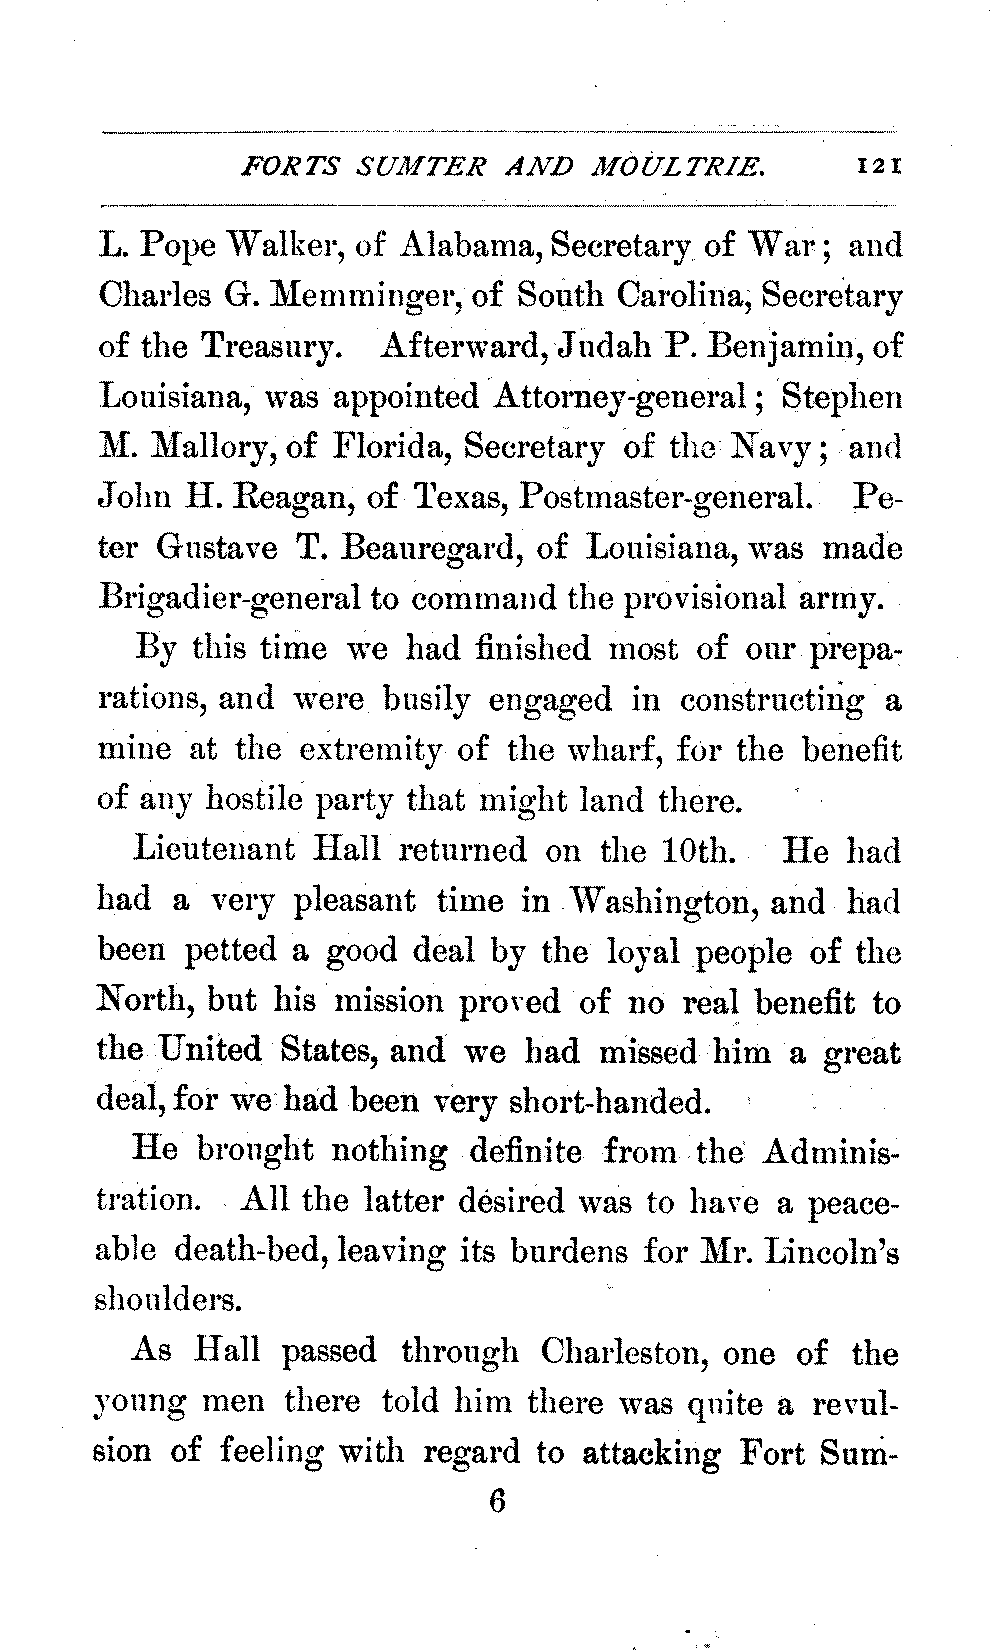 FORTS SUMTER AND MOULTRIE. 121
L. Pope Walker, of Alabama, Secretary of War; and
Charles G. Memminger, of South Carolina, Secretary
of the Treasury. Afterward, Judah P. Benjamin, of
Louisiana, was appointed Attorney-general; Stephen
M. Mallory, of Florida, Secretary of the Navy; and
John H. Reagan, of Texas, Postmaster-general. Pe-
ter Gustave T. Beauregard, of Louisiana, was made
Brigadier-general to command the provisional army.
By this time we had finished most of our prepa-
rations, and were busily engaged in constructing a
mine at the extremity of the wharf, for the benefit
of any hostile party that might land there.
Lieutenant Hall returned on the 10th. He had
had a very pleasant time in Washington, and had
been petted a good deal by the loyal people of the
North, but his mission proved of no real benefit to
the United States, and we had missed him a great
deal, for we had been very short-handed.
He brought nothing definite from the Adminis-
tration. All the latter desired was to have a peace-
able death-bed, leaving its burdens for Mr. Lincoln's
shoulders.
As Hall passed through Charleston, one of the
young men there told him there was quite a revul-
sion of feeling with regard to attacking Fort Sum-
6